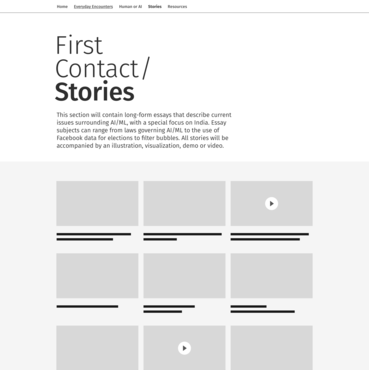 Home Everyday Encounters Human or AI Stories Resources
First
Contact/
Stories
This section will contain long-form essays that describe current
issues surrounding AI/ML, with a special focus on India. Essay
subjects can range from laws governing AI/ML to the use of
Facebook data for elections to filter bubbles. All stories will be
accompanied by an illustration, visualization, demo or video.